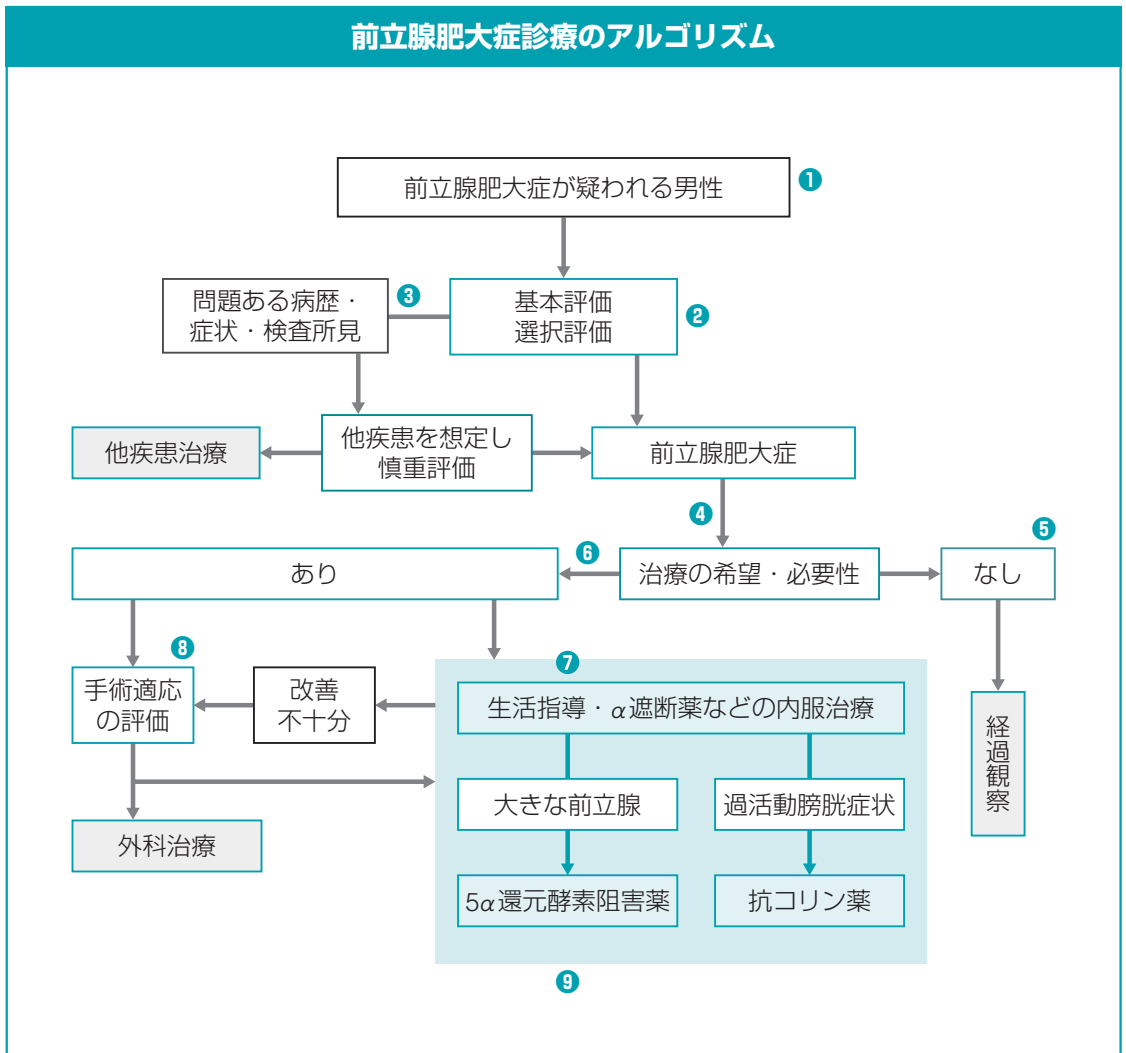 前立腺肥大症診療のアルゴリズム
前立腺肥大症が疑われる男性
❶
問題ある病歴・
症状・検査所見
❸
基本評価
選択評価
❷
他疾患治療
他疾患を想定し
慎重評価
前立腺肥大症
❹
❺
あり
❻
治療の希望・必要性
なし
❽
手術適応
の評価
改善
不十分
❼
生活指導・α遮断薬などの内服治療
経過観察
大きな前立腺
過活動膀胱症状
外科治療
5α還元酵素阻害薬
抗コリン薬
❾